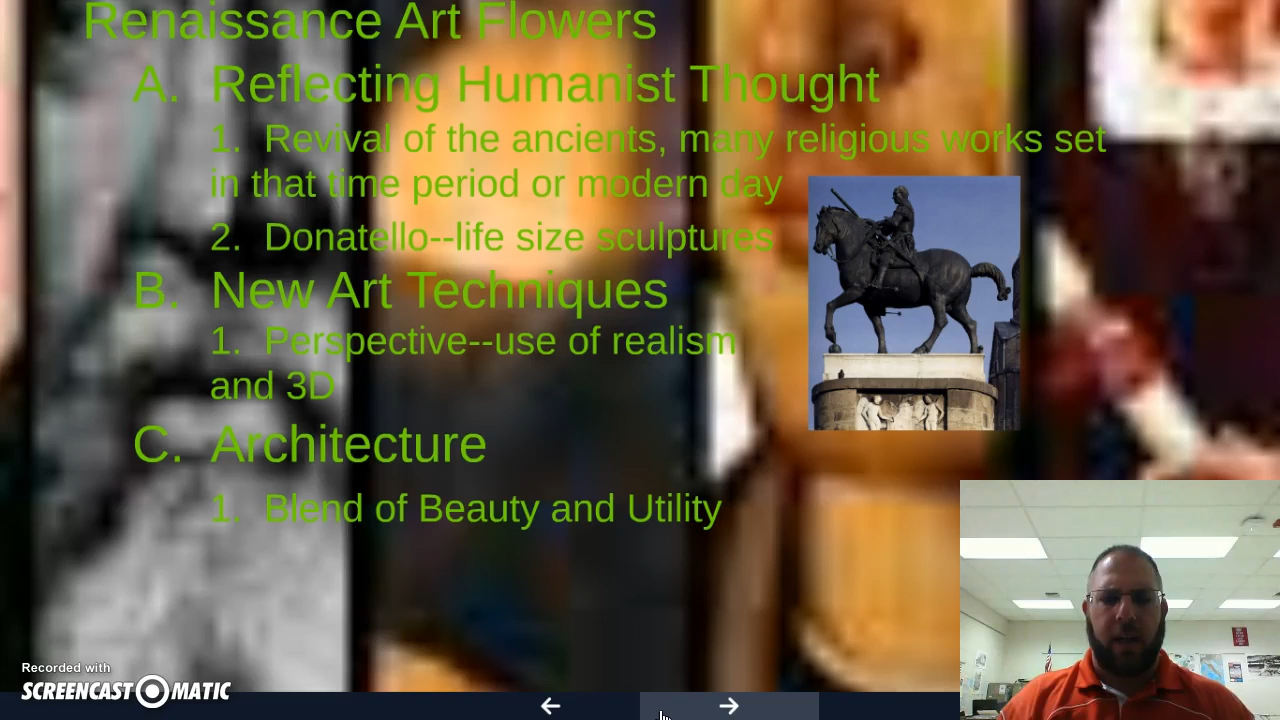 Renaissance Art Flowers
A. Reflecting Humanist Thought
1. Revival of the ancients, many religious works set
in that time period or modern day
2. Donatello--life size sculptures
B. New Art Techniques
1. Perspective--use of realism
and 3D
C. Architecture
1. Blend of Beauty and Utility
Recorded with
SCREENCAST-O-MATIC